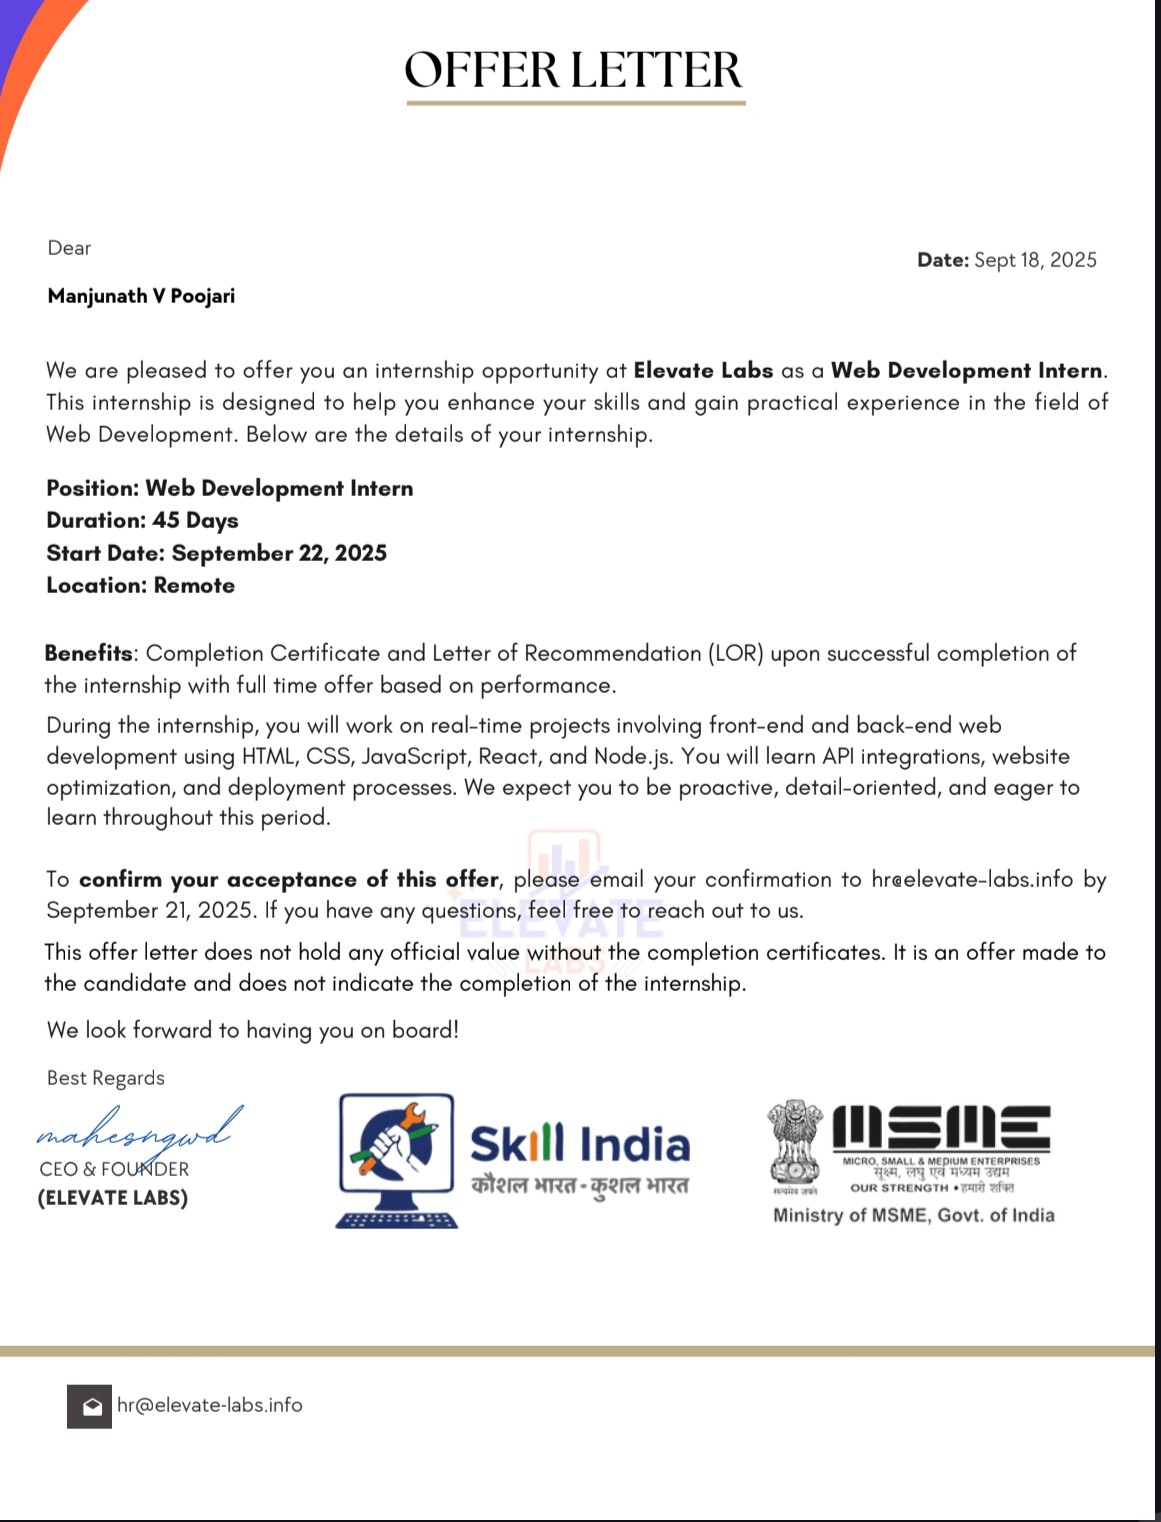 OFFER LETTER
Dear
Date: Sept 18, 2025
Manjunath V Poojari
We are pleased to offer you an internship opportunity at Elevate Labs as a Web Development Intern.
This internship is designed to help you enhance your skills and gain practical experience in the field of
Web Development. Below are the details of your internship.
Position: Web Development Intern
Duration: 45 Days
Start Date: September 22, 2025
Location: Remote
Benefits: Completion Certificate and Letter of Recommendation (LOR) upon successful completion of
the internship with full time offer based on performance.
During the internship, you will work on real-time projects involving front-end and back-end web
development using HTML, CSS, JavaScript, React, and Node.js. You will learn API integrations, website
optimization, and deployment processes. We expect you to be proactive, detail-oriented, and eager to
learn throughout this period.
To confirm your acceptance of this offer, please email your confirmation to hr@elevate-labs.info by
September 21, 2025. If you have any questions, feel free to reach out to us.
ELEVATE
LABS
This offer letter does not hold any official value without the completion certificates. It is an offer made to
the candidate and does not indicate the completion of the internship.
We look forward to having you on board!
Best Regards
mahesngwd
CEO & FOUNDER
(ELEVATE LABS)
Skill India
कौशल भारत - कुशल भारत
सत्यमेव जयते
MSME
MICRO, SMALL & MEDIUM ENTERPRISES
सूक्ष्म, लघु एवं मध्यम उद्यम
OUR STRENGTH • हमारी शक्ति
Ministry of MSME, Govt. of India
hr@elevate-labs.info